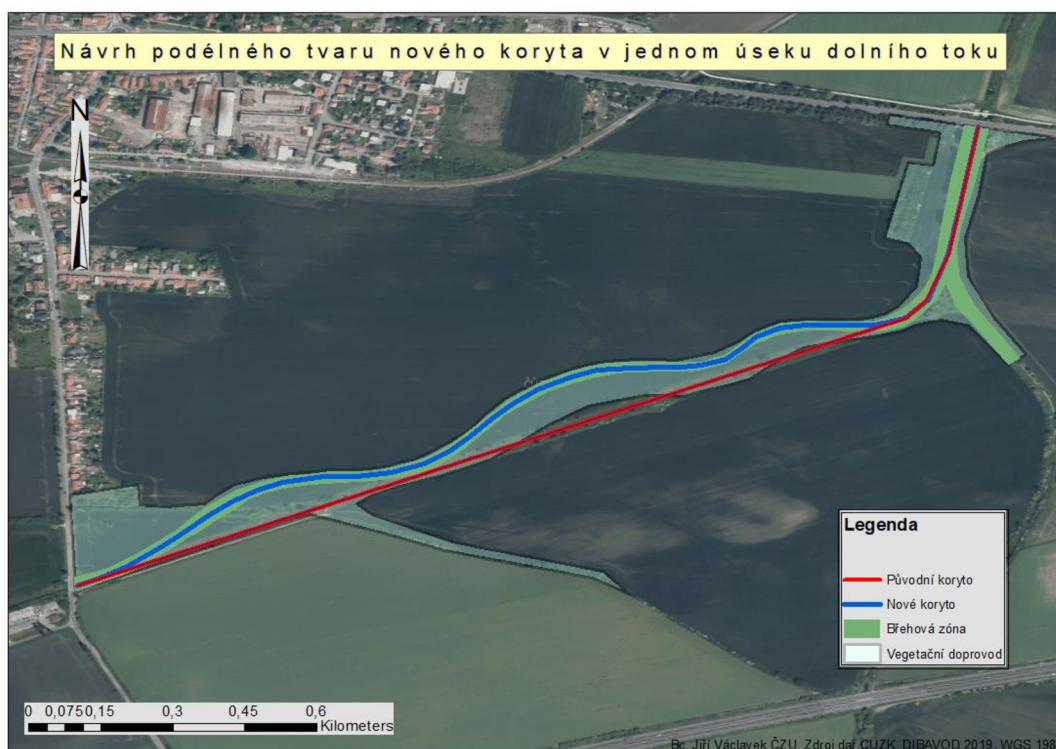 Návrh podélného tvaru nového koryta v jednom úseku dolního toku
N
Legenda
Původní koryto
Nové koryto
Břehová zóna
Vegetační doprovod
0 0,075 0,15 0,3 0,45 0,6
Kilometers
Bc. Jiří Václavek ČZU, Zdroj dat ČUZK, DIBAVOD 2019, WGS 198